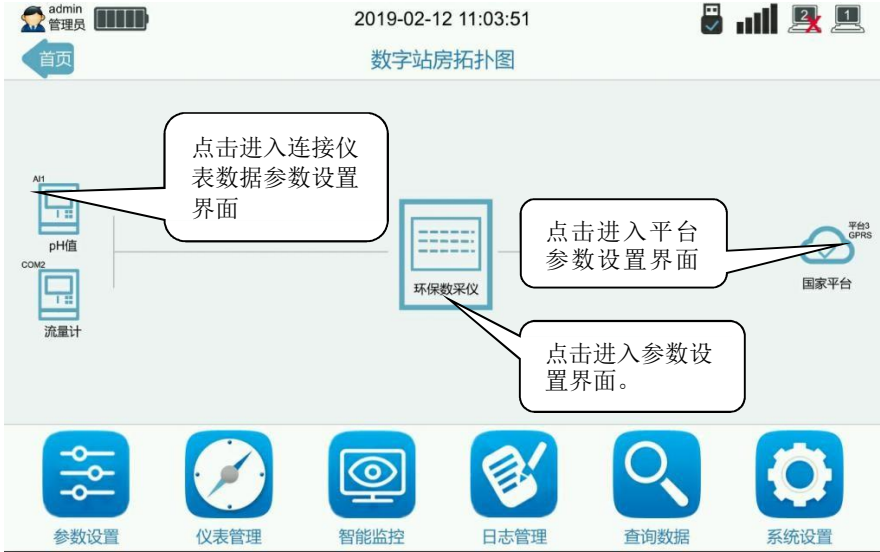 admin
管理员
2019-02-12 11:03:51
2
1
首页
数字站房拓扑图
点击进入连接仪
表数据参数设置
界面
AI1
pH值
COM2
流量计
环保数采仪
点击进入平台
参数设置界面
平台3
GPRS
国家平台
点击进入参数设
置界面。
参数设置
仪表管理
智能监控
日志管理
查询数据
系统设置